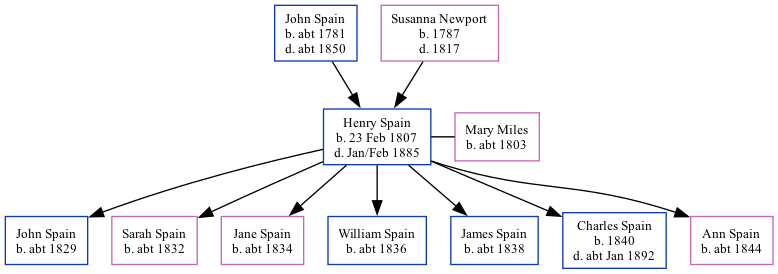 John Spain
b. abt 1781
d. abt 1850
Susanna Newport
b. 1787
d. 1817
Henry Spain
b. 23 Feb 1807
d. Jan/Feb 1885
Mary Miles
b. abt 1803
John Spain
b. abt 1829
Sarah Spain
b. abt 1832
Jane Spain
b. abt 1834
William Spain
b. abt 1836
James Spain
b. abt 1838
Charles Spain
b. 1840
d. abt Jan 1892
Ann Spain
b. abt 1844